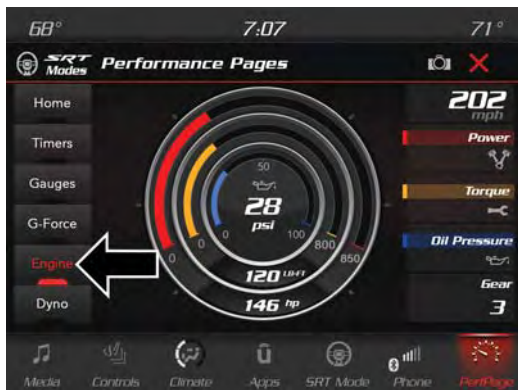 68° 7:07 71°
SRT Modes Performance Pages
Home
Timers
Gauges
G-Force
Engine
Dyno
50
28
psi
0 0 0 100 800 850
120 LB-FT
146 hp
202
mph
Power
Torque
Oil Pressure
Gear
3
Media Controls Climate Apps SRT Mode Phone PerfPage